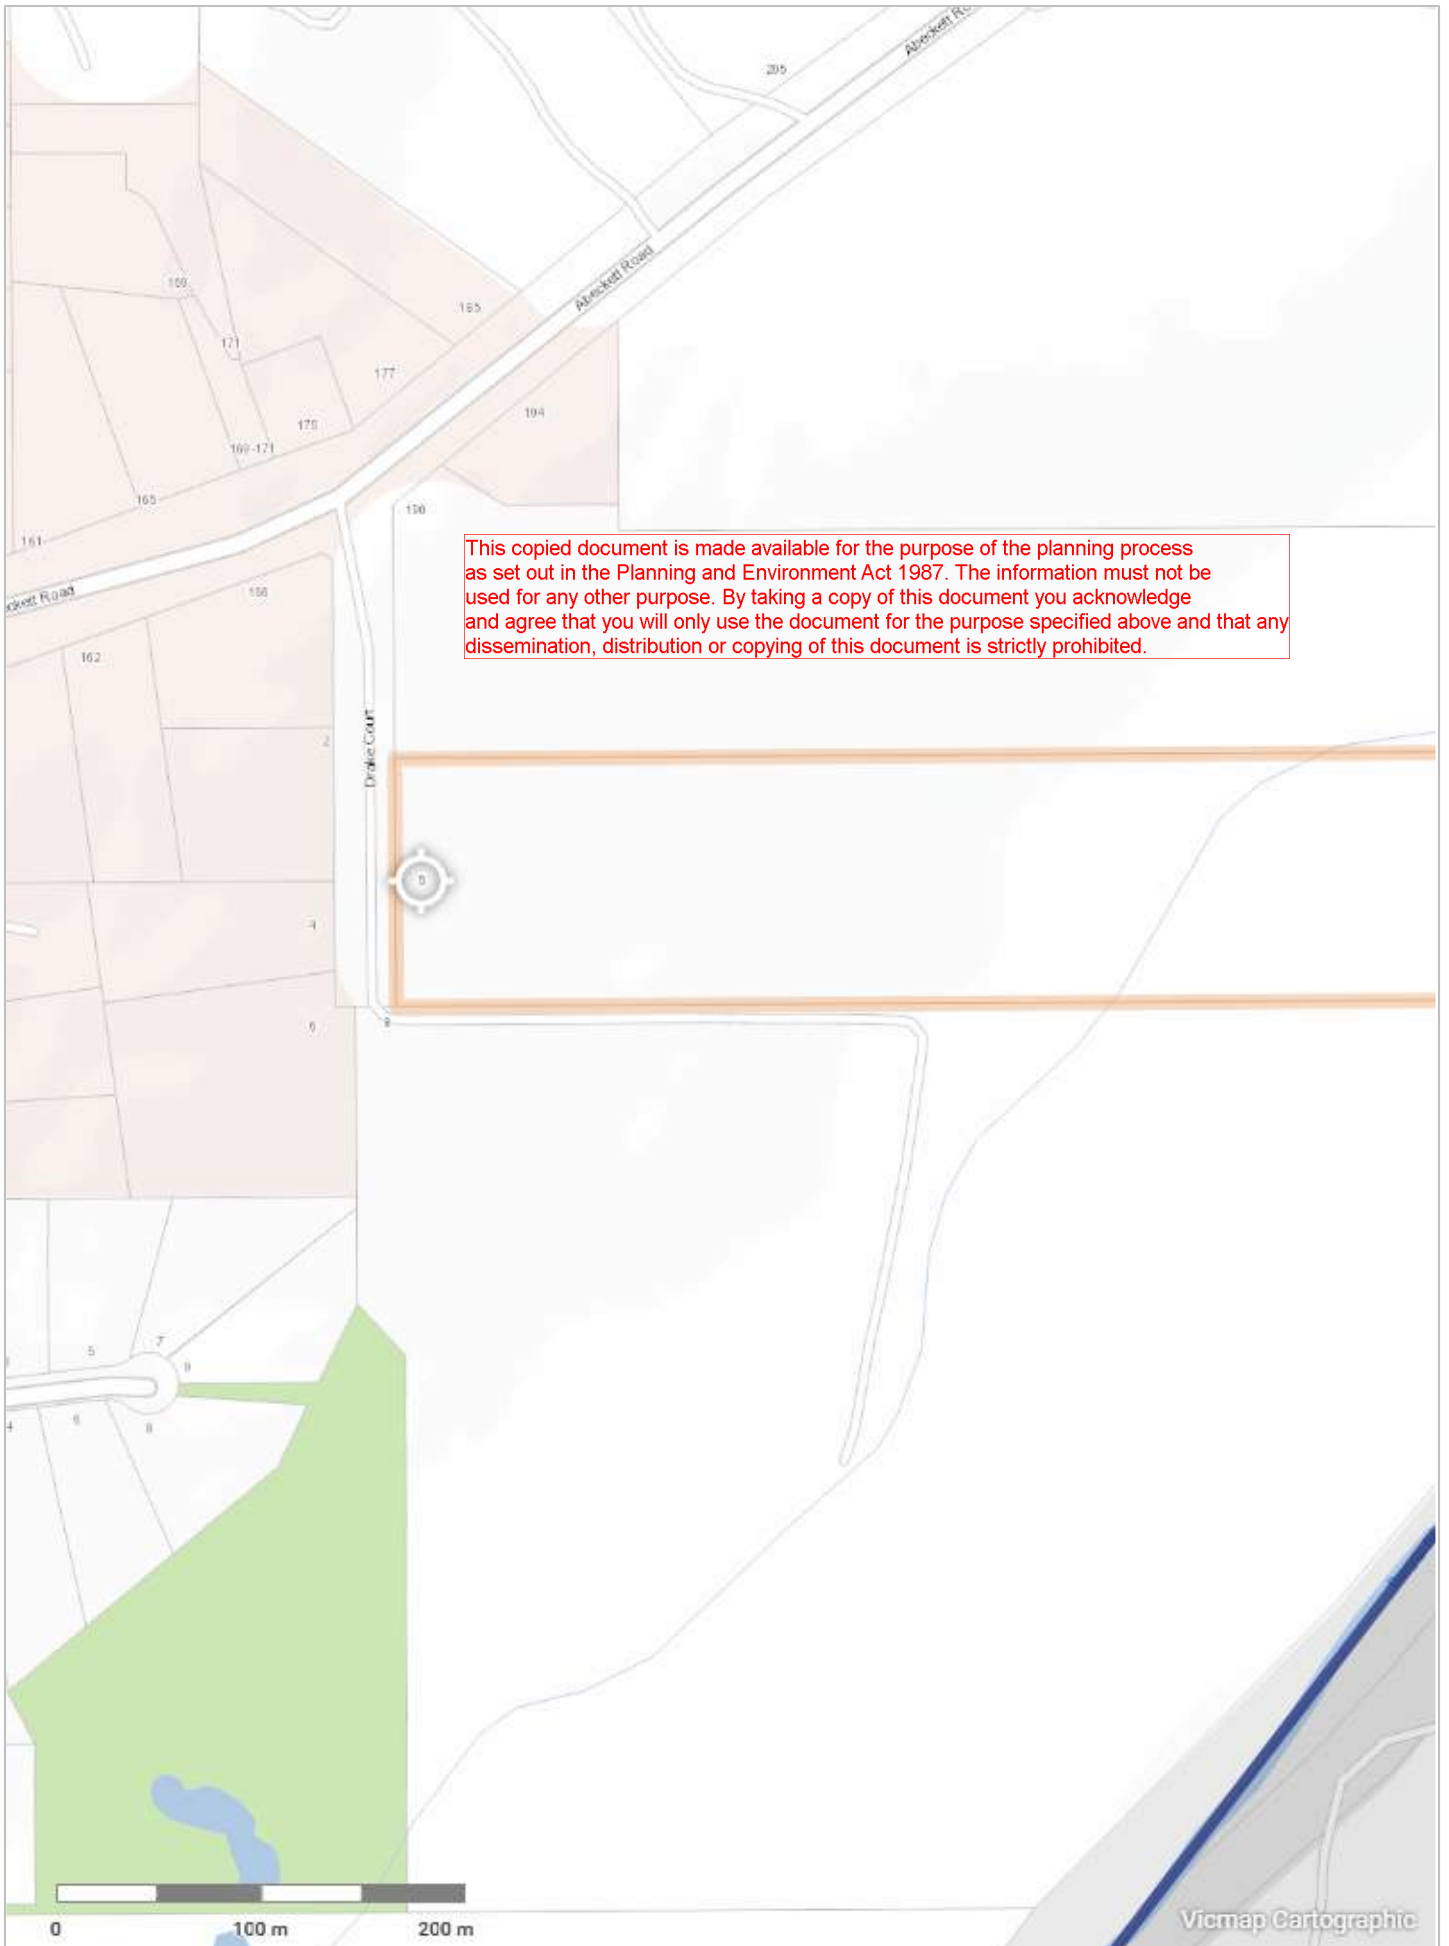 Abeckett Ro
205
Abeckett Road
159
165
171
177
194
175
169-171
165
190
161
ckett Road
156
162
This copied document is made available for the purpose of the planning process
as set out in the Planning and Environment Act 1987. The information must not be
used for any other purpose. By taking a copy of this document you acknowledge
and agree that you will only use the document for the purpose specified above and that any
dissemination, distribution or copying of this document is strictly prohibited.
2
Drake Court
4
6
8
7
5
9
4
6
8
0
100 m
200 m
Vicmap Cartographic